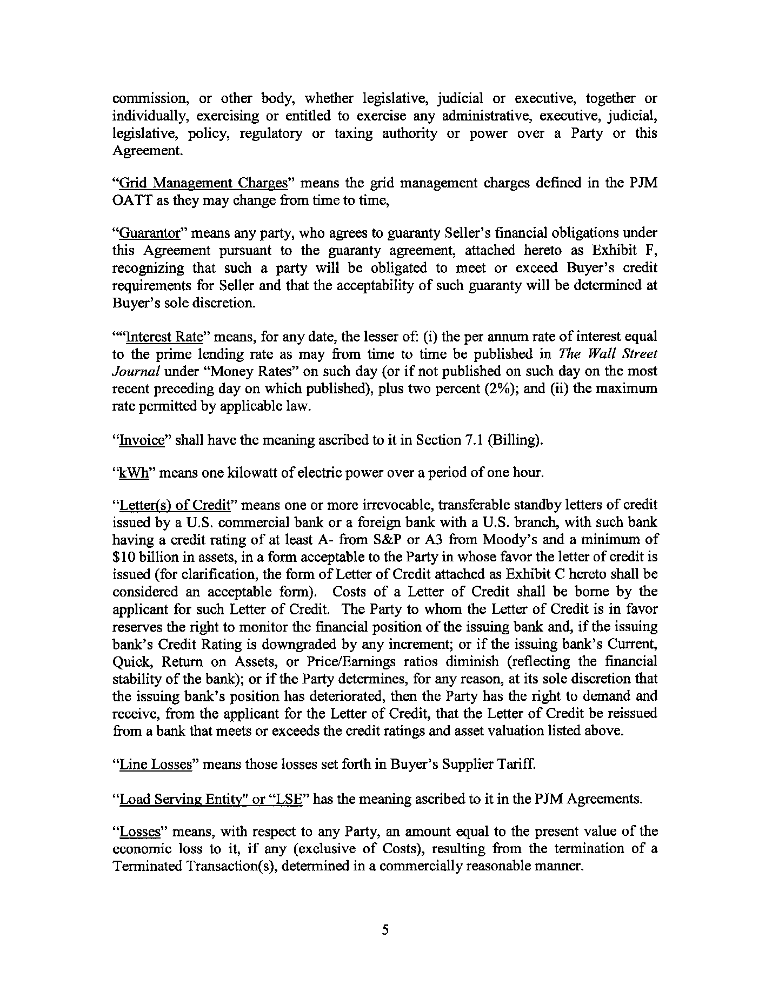 commission, or other body, whether legislative, judicial or executive, together or
individually, exercising or entitled to exercise any administrative, executive, judicial,
legislative, policy, regulatory or taxing authority or power over a Party or this
Agreement.
“Grid Management Charges” means the grid management charges defined in the PJM
OATT as they may change from time to time,
“Guarantor” means any party, who agrees to guaranty Seller’s financial obligations under
this Agreement pursuant to the guaranty agreement, attached hereto as Exhibit F,
recognizing that such a party will be obligated to meet or exceed Buyer’s credit
requirements for Seller and that the acceptability of such guaranty will be determined at
Buyer’s sole discretion.
““Interest Rate” means, for any date, the lesser of: (i) the per annum rate of interest equal
to the prime lending rate as may from time to time be published in The Wall Street
Journal under “Money Rates” on such day (or if not published on such day on the most
recent preceding day on which published), plus two percent (2%); and (ii) the maximum
rate permitted by applicable law.
“Invoice” shall have the meaning ascribed to it in Section 7.1 (Billing).
“kWh” means one kilowatt of electric power over a period of one hour.
“Letter(s) of Credit” means one or more irrevocable, transferable standby letters of credit
issued by a U.S. commercial bank or a foreign bank with a U.S. branch, with such bank
having a credit rating of at least A- from S&P or A3 from Moody’s and a minimum of
$10 billion in assets, in a form acceptable to the Party in whose favor the letter of credit is
issued (for clarification, the form of Letter of Credit attached as Exhibit C hereto shall be
considered an acceptable form). Costs of a Letter of Credit shall be borne by the
applicant for such Letter of Credit. The Party to whom the Letter of Credit is in favor
reserves the right to monitor the financial position of the issuing bank and, if the issuing
bank’s Credit Rating is downgraded by any increment; or if the issuing bank’s Current,
Quick, Return on Assets, or Price/Earnings ratios diminish (reflecting the financial
stability of the bank); or if the Party determines, for any reason, at its sole discretion that
the issuing bank’s position has deteriorated, then the Party has the right to demand and
receive, from the applicant for the Letter of Credit, that the Letter of Credit be reissued
from a bank that meets or exceeds the credit ratings and asset valuation listed above.
“Line Losses” means those losses set forth in Buyer’s Supplier Tariff.
“Load Serving Entity" or “LSE” has the meaning ascribed to it in the PJM Agreements.
“Losses” means, with respect to any Party, an amount equal to the present value of the
economic loss to it, if any (exclusive of Costs), resulting from the termination of a
Terminated Transaction(s), determined in a commercially reasonable manner.
5